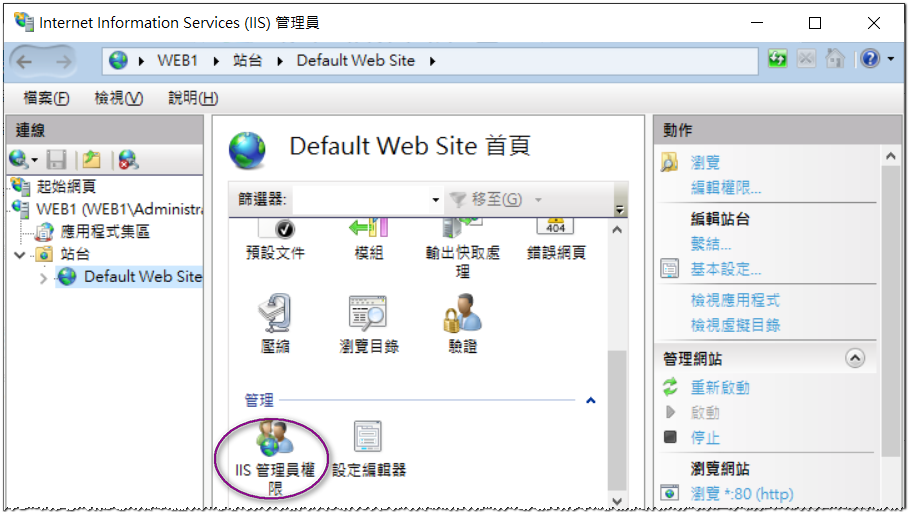 Internet Information Services (IIS) 管理員
WEB1 站台 Default Web Site
檔案(F) 檢視(V) 說明(H)
連線
起始網頁
WEB1 (WEB1\Administra
應用程式集區
站台
Default Web Site
Default Web Site 首頁
篩選器: 移至(G)
預設文件 模組 輸出快取處 錯誤網頁
理
404
壓縮 瀏覽目錄 驗證
管理
IIS 管理員權 設定編輯器
限
動作
瀏覽
編輯權限...
編輯站台
繫結...
基本設定...
檢視應用程式
檢視虛擬目錄
管理網站
重新啟動
啟動
停止
瀏覽網站
瀏覽 *:80 (http)